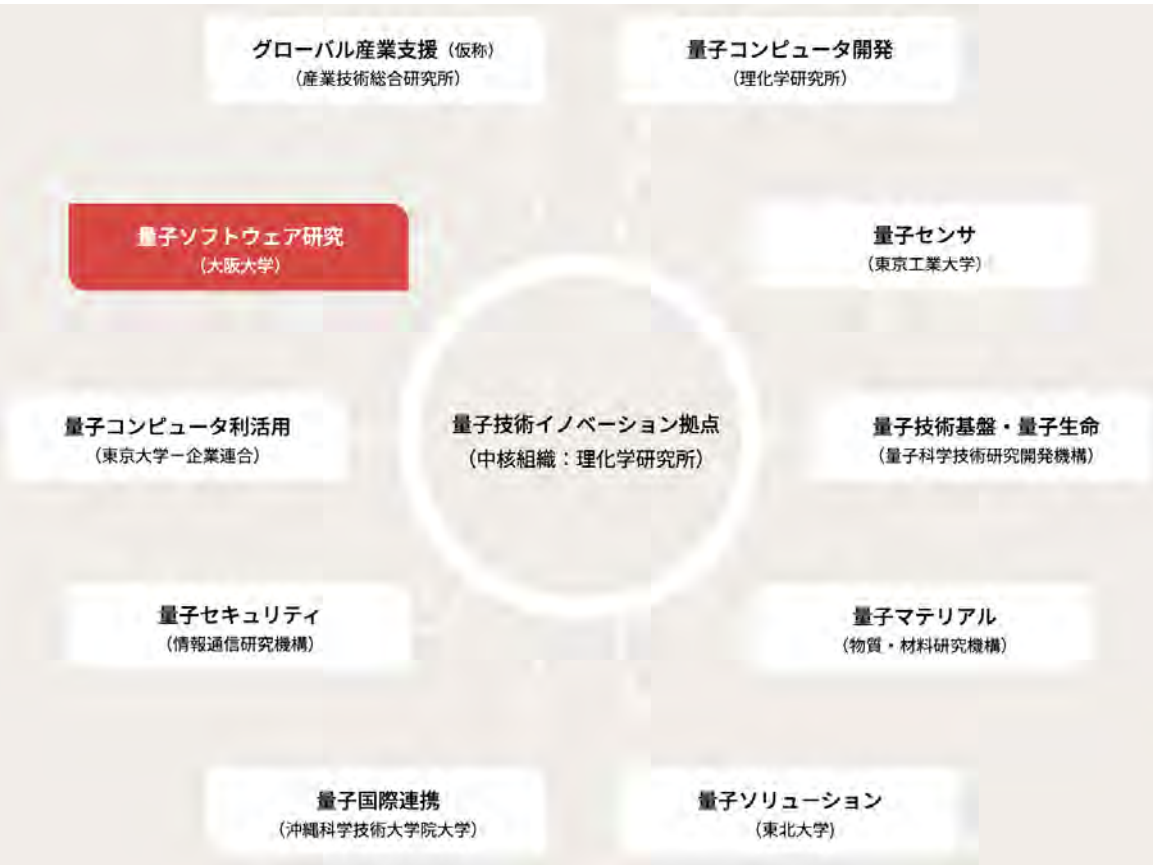 グローバル産業支援（仮称）
（産業技術総合研究所）
量子コンピュータ開発
（理化学研究所）
量子ソフトウェア研究
（大阪大学）
量子センサ
（東京工業大学）
量子コンピュータ利活用
（東京大学ー企業連合）
量子技術イノベーション拠点
（中核組織：理化学研究所）
量子技術基盤・量子生命
（量子科学技術研究開発機構）
量子セキュリティ
（情報通信研究機構）
量子マテリアル
（物質・材料研究機構）
量子国際連携
（沖縄科学技術大学院大学）
量子ソリューション
（東北大学)